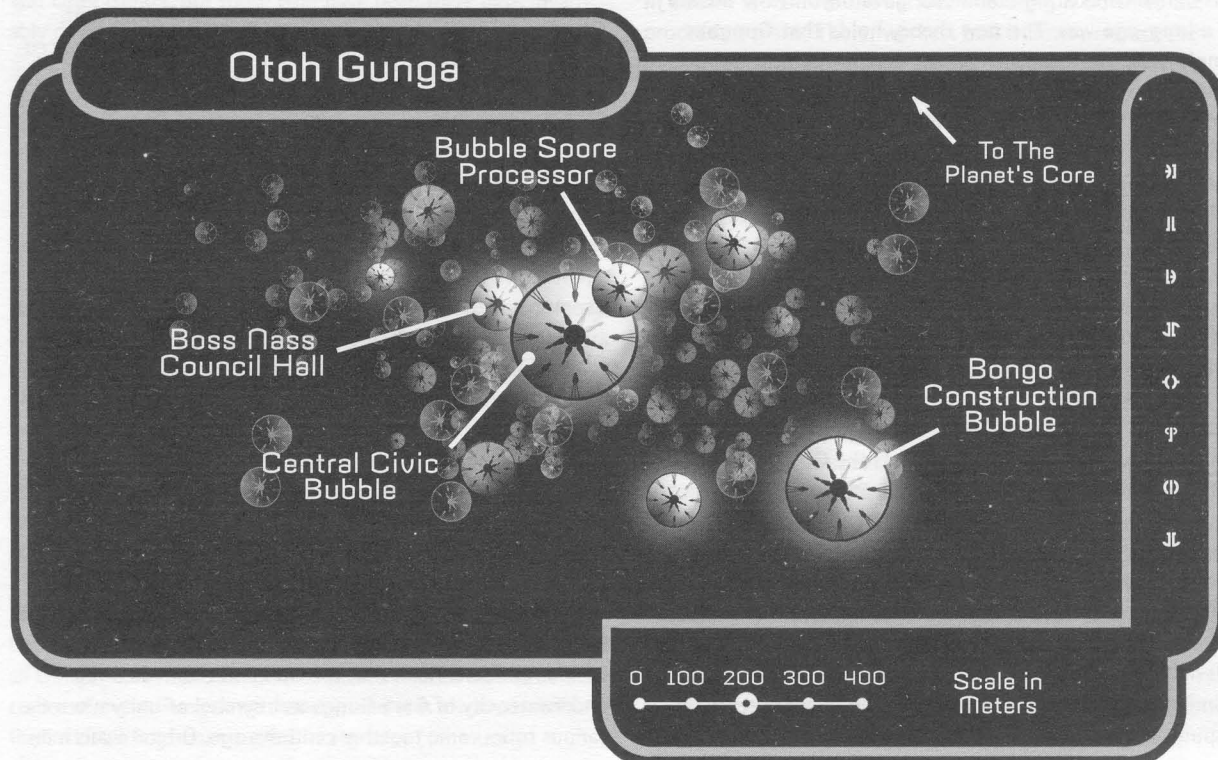 Otoh Gunga
Bubble Spore
Processor
To The
Planet's Core
Boss Nass
Council Hall
Bongo
Construction
Bubble
Central Civic
Bubble
0 100 200 300 400
Scale in
Meters